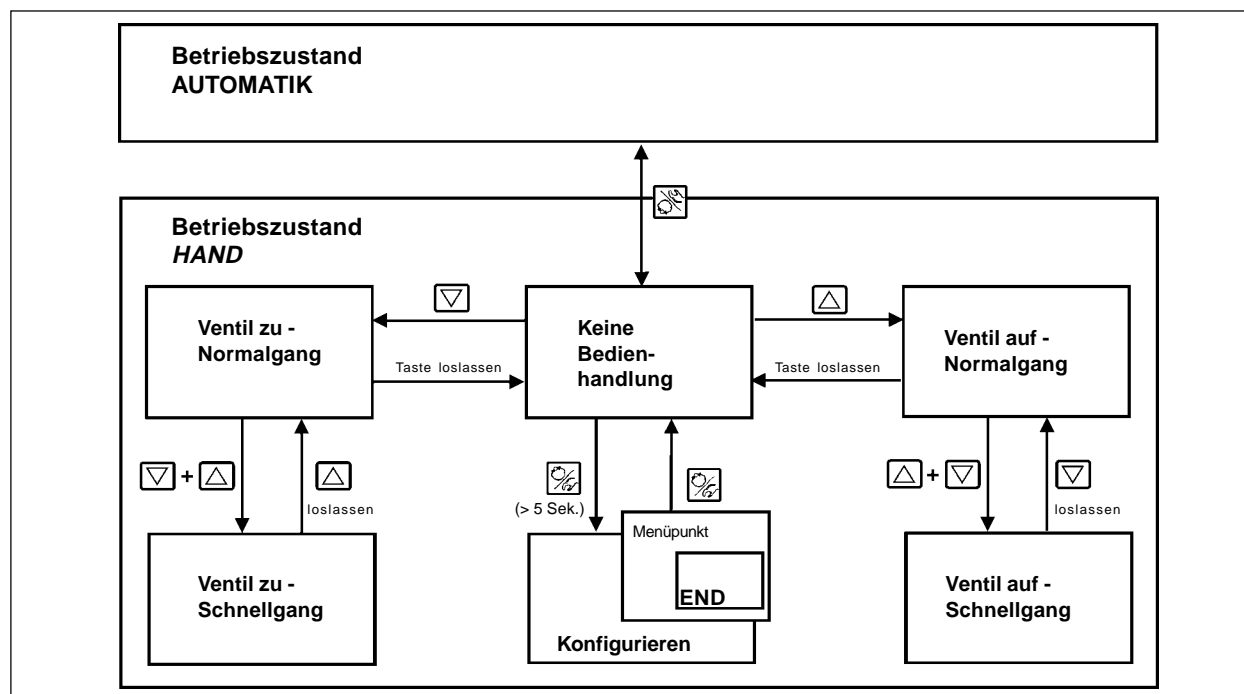 Betriebszustand
AUTOMATIK
Betriebszustand
HAND
Ventil zu -
Normalgang
Taste loslassen
Keine
Bedien-
handlung
Taste loslassen
Ventil auf -
Normalgang
+
loslassen
(> 5 Sek.)
+
loslassen
Ventil zu -
Schnellgang
Menüpunkt
END
Konfigurieren
Ventil auf -
Schnellgang